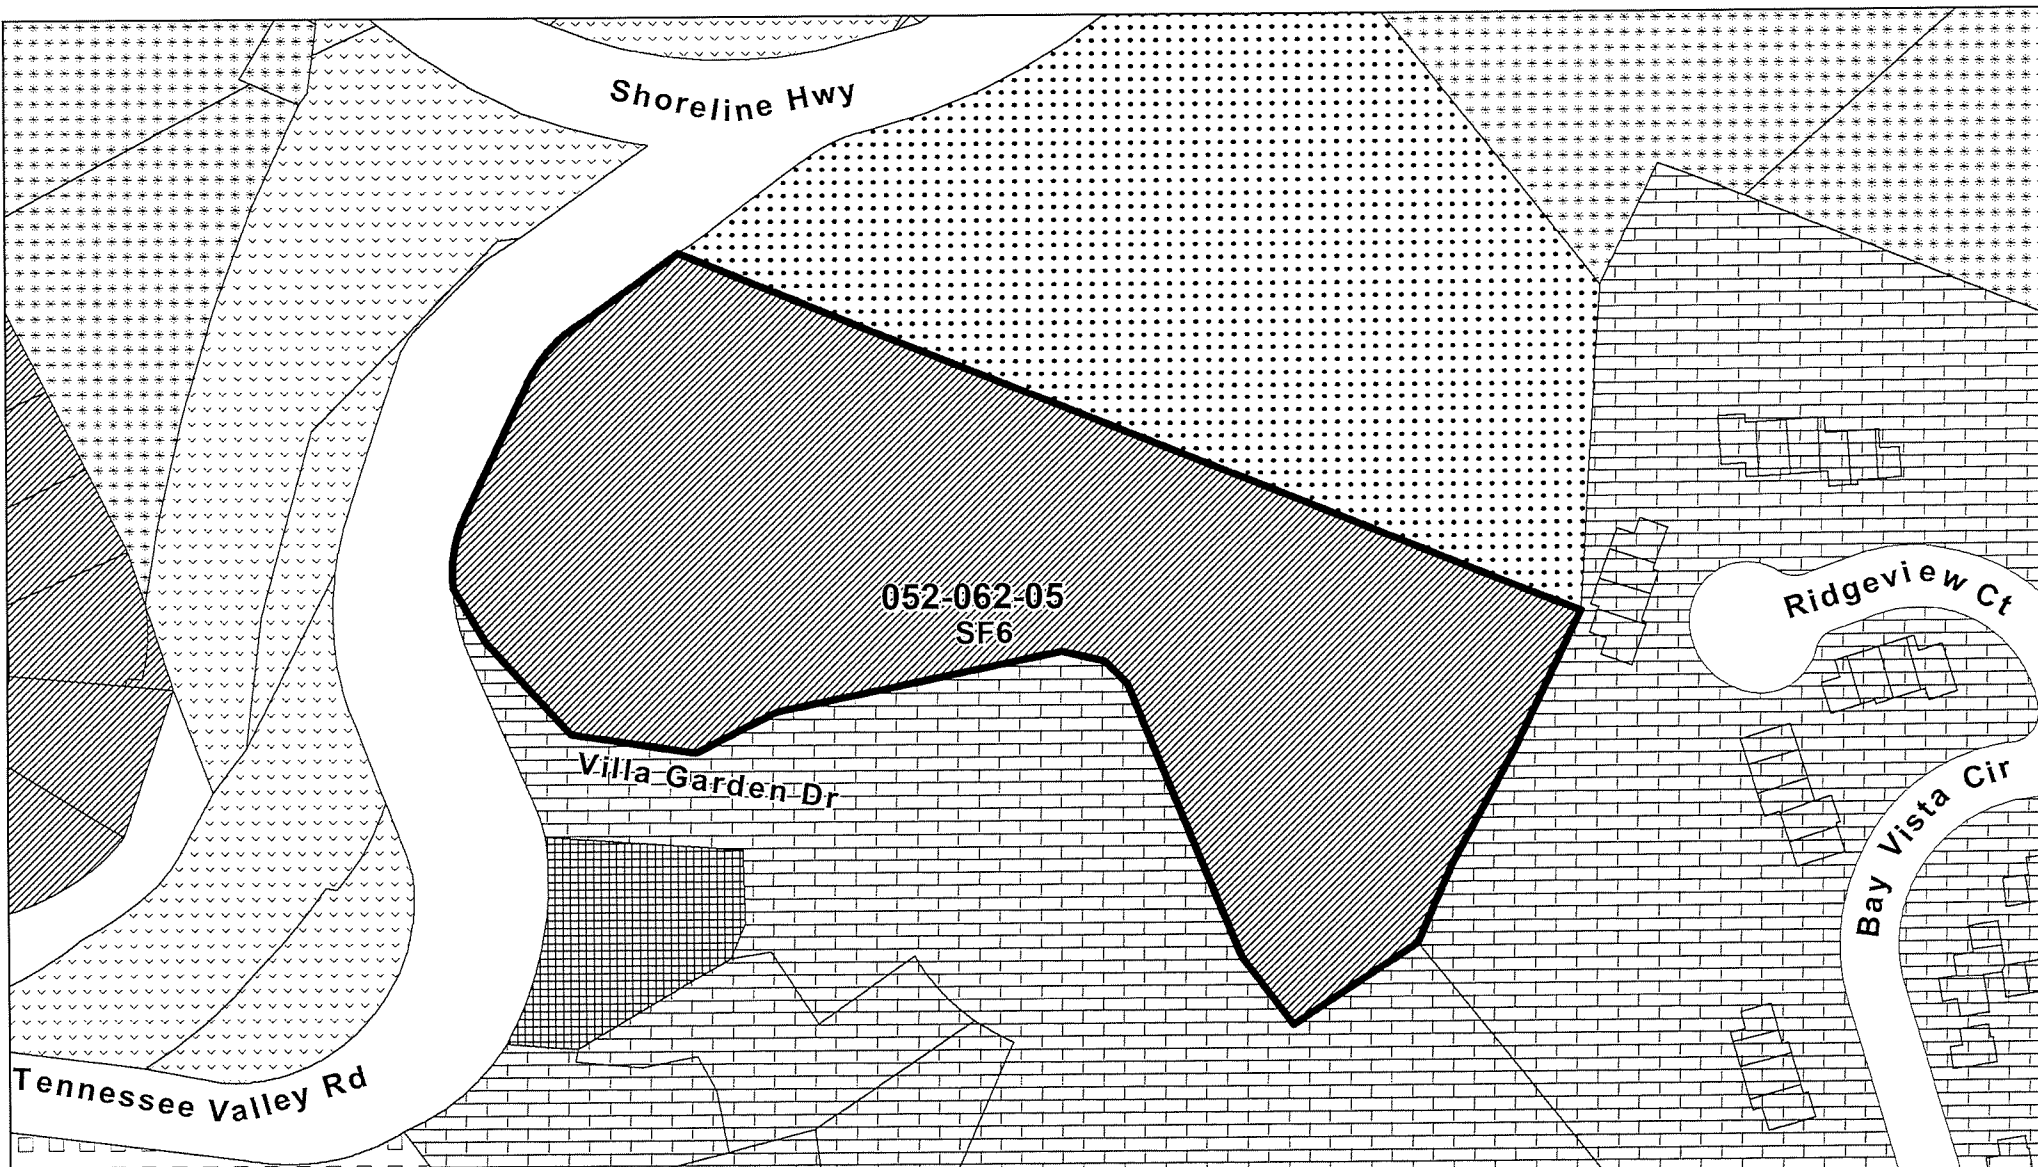 Shoreline Hwy
052-062-05
SF6
Ridgeview Ct
Villa Garden Dr
Bay Vista Cir
Tennessee Valley Rd